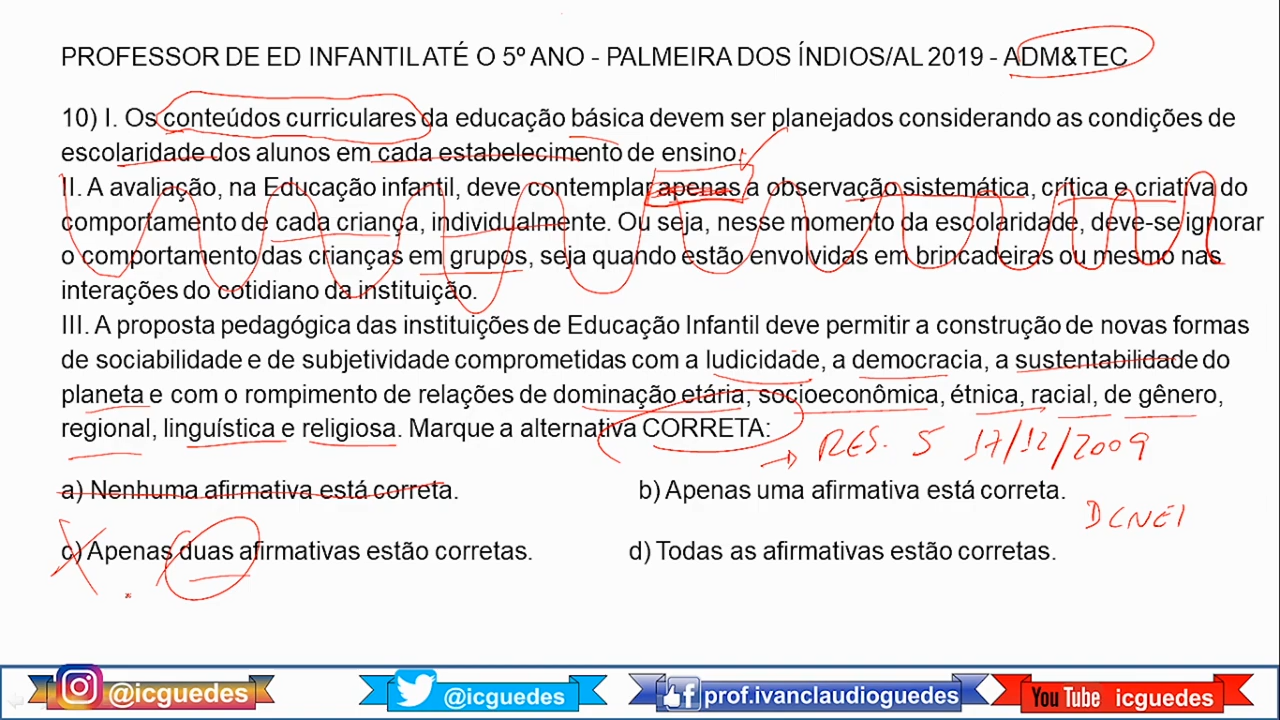 PROFESSOR DE ED INFANTIL ATÉ O 5º ANO - PALMEIRA DOS ÍNDIOS/AL 2019 - ADM&TEC
10) I. Os conteúdos curriculares da educação básica devem ser planejados considerando as condições de
escolaridade dos alunos em cada estabelecimento de ensino.
II. A avaliação, na Educação infantil, deve contemplar apenas a observação sistemática, crítica e criativa do
comportamento de cada criança, individualmente. Ou seja, nesse momento da escolaridade, deve-se ignorar
o comportamento das crianças em grupos, seja quando estão envolvidas em brincadeiras ou mesmo nas
interações do cotidiano da instituição.
III. A proposta pedagógica das instituições de Educação Infantil deve permitir a construção de novas formas
de sociabilidade e de subjetividade comprometidas com a ludicidade, a democracia, a sustentabilidade do
planeta e com o rompimento de relações de dominação etária, socioeconômica, étnica, racial, de gênero,
regional, linguística e religiosa. Marque a alternativa CORRETA:
RES. 5 17/12/2009
a) Nenhuma afirmativa está correta. b) Apenas uma afirmativa está correta.
DCNEI
c) Apenas duas afirmativas estão corretas. d) Todas as afirmativas estão corretas.
@icguedes @icguedes prof.ivanclaudioguedes You Tube icguedes